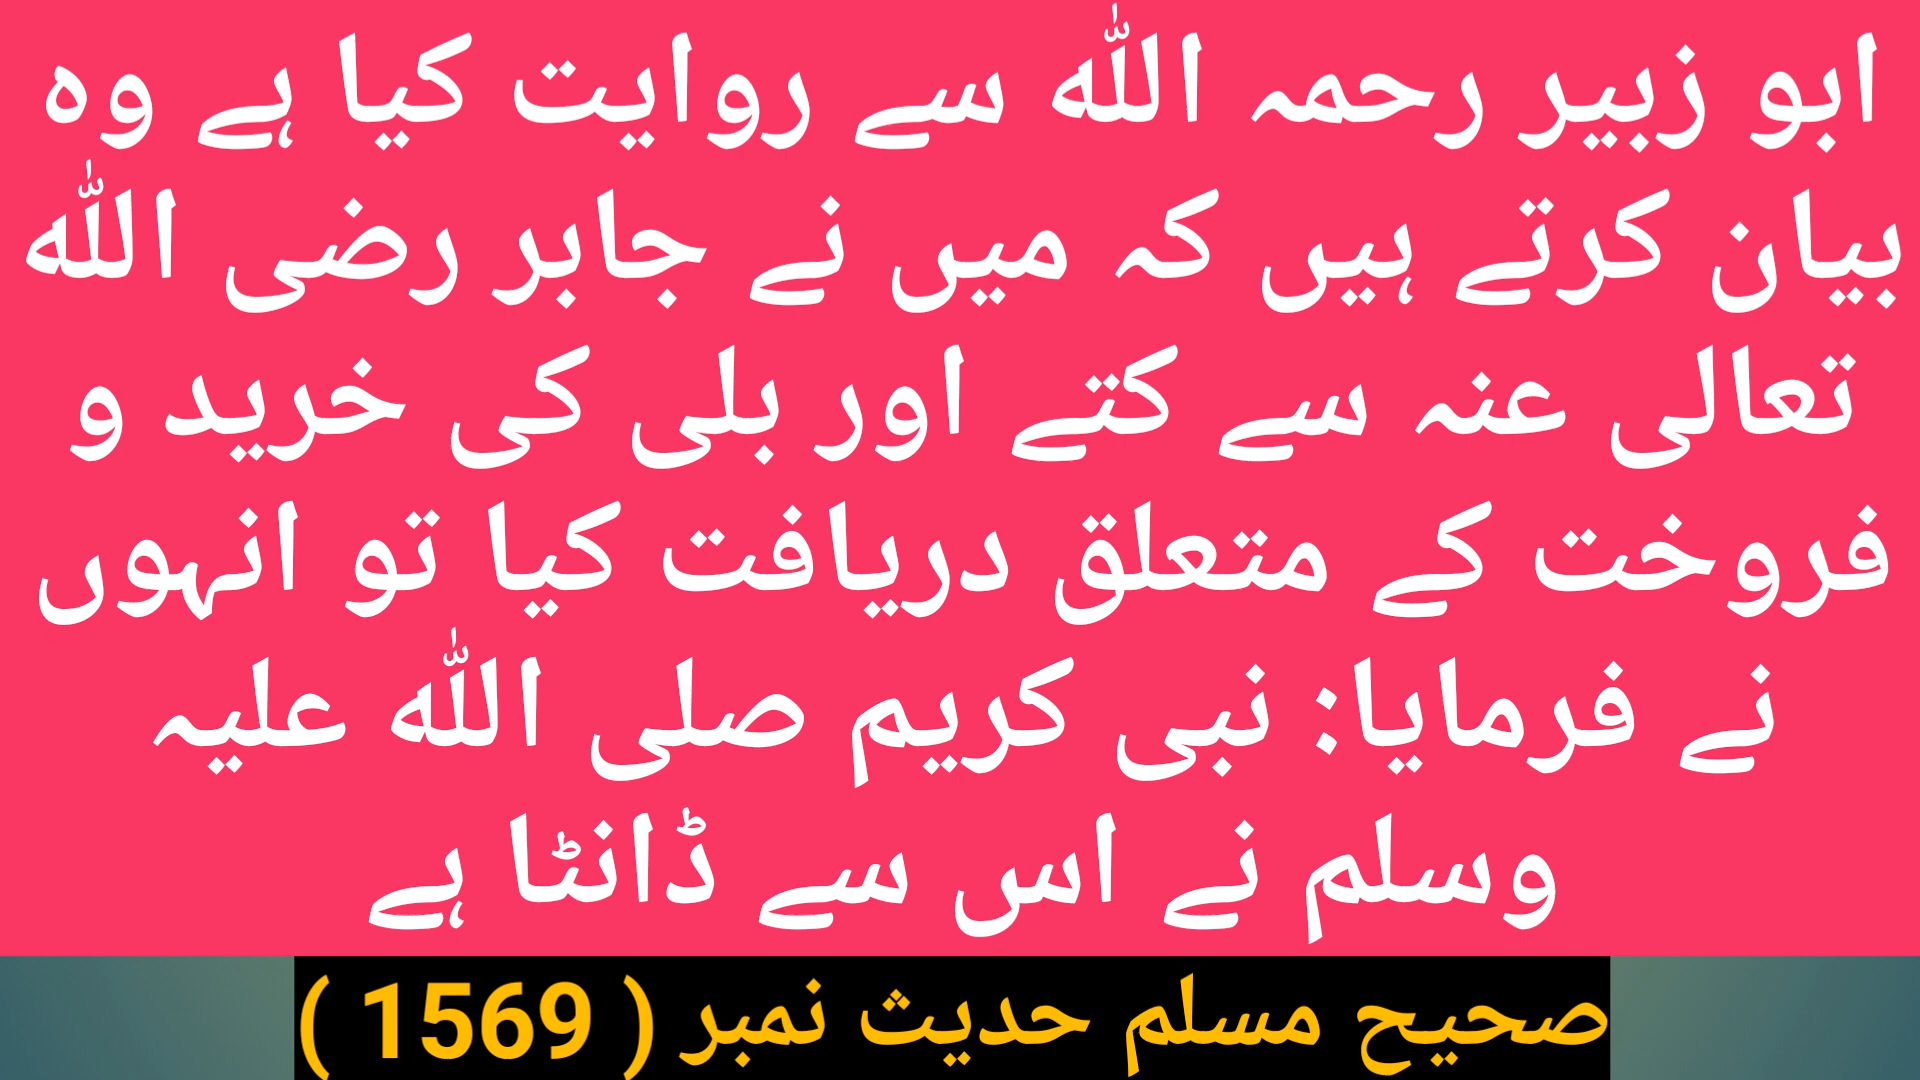 ابو زبیر رحمہ اللہ سے روایت کیا ہے وہ
بیان کرتے ہیں کہ میں نے جابر رضی اللہ
تعالی عنہ سے کتے اور بلی کی خرید و
فروخت کے متعلق دریافت کیا تو انہوں
نے فرمایا: نبی کریم صلی اللہ علیہ
وسلم نے اس سے ڈانٹا ہے
صحیح مسلم حدیث نمبر ( 1569 )